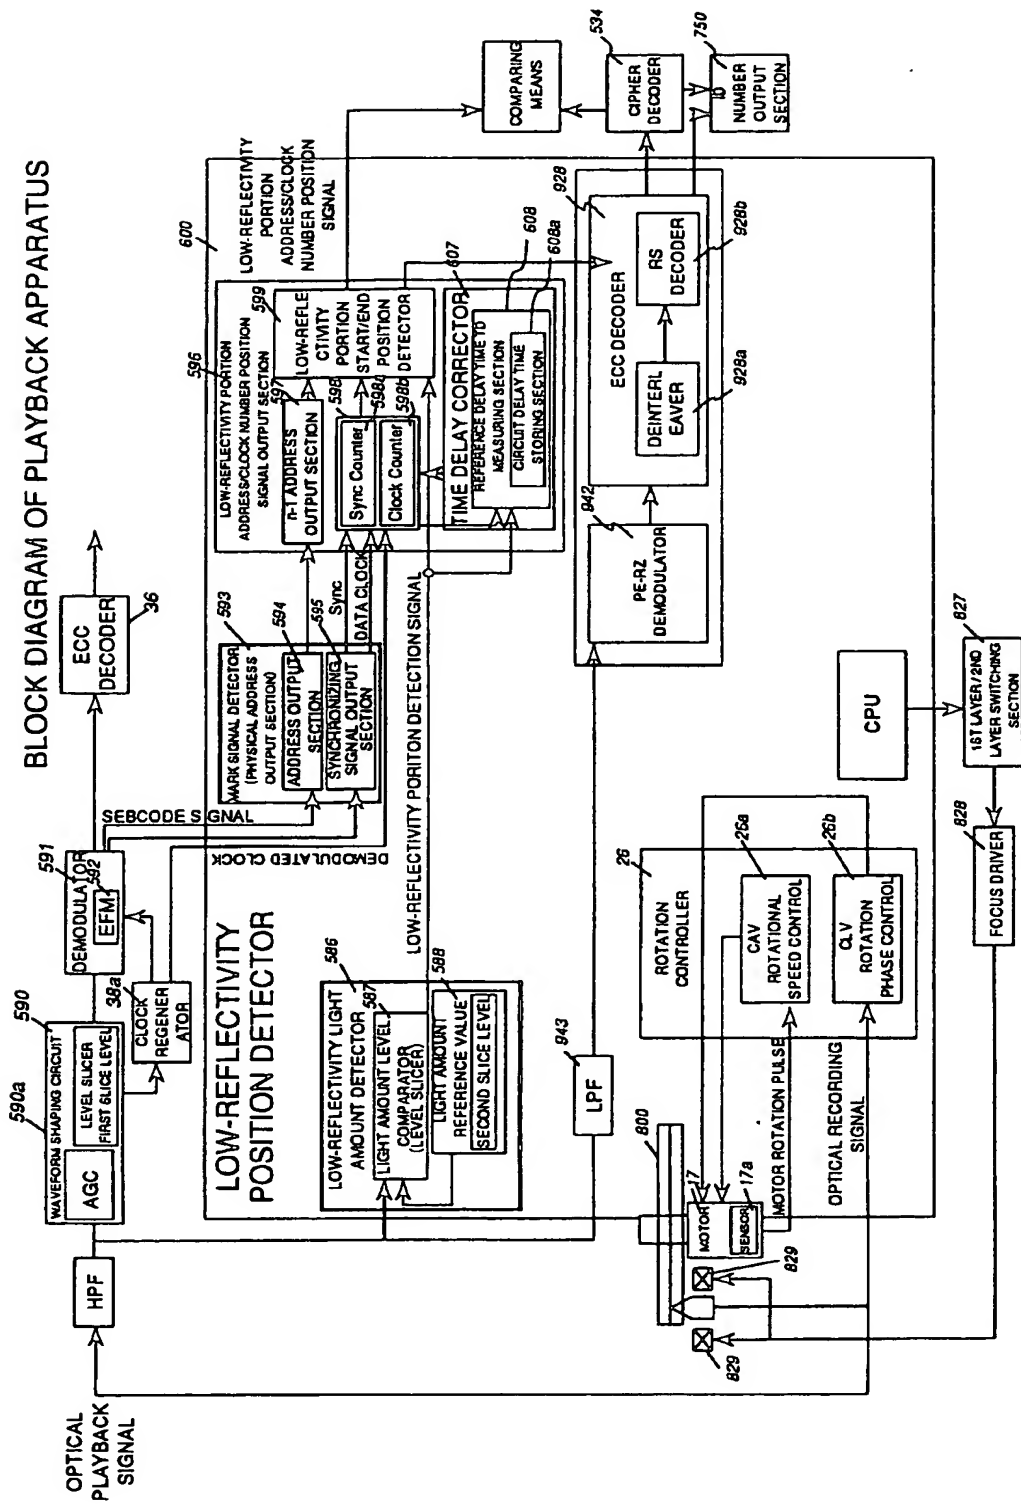 BLOCK DIAGRAM OF PLAYBACK APPARATUS
OPTICAL
PLAYBACK
SIGNAL
HPF
590a
590
WAVEFORM SHAPING CIRCUIT
AGC
LEVEL SLICER
FIRST SLICE LEVEL
38a
CLOCK
REGENER
ATOR
591
DEMODULATOR
592
EFM
ECC
DECODER
36
SEBCODE SIGNAL
DEMODULATED CLOCK
LOW-REFLECTIVITY
POSITION DETECTOR
600
593
MARK SIGNAL DETECTOR
(PHYSICAL ADDRESS
OUTPUT SECTION)
594
ADDRESS OUTPUT
SECTION
595
SYNCHRONIZING
SIGNAL OUTPUT
SECTION
Sync
DATA CLOCK
596
LOW-REFLECTIVITY PORTION
ADDRESS/CLOCK NUMBER POSITION
SIGNAL OUTPUT SECTION
597
n-1 ADDRESS
OUTPUT SECTION
598
598a
Sync Counter
598b
Clock Counter
599
LOW-REFLE
CTIVITY
PORTION
START/END
POSITION
DETECTOR
LOW-REFLECTIVITY
PORTION
ADDRESS/CLOCK
NUMBER POSITION
SIGNAL
COMPARING
MEANS
586
LOW-REFLECTIVITY LIGHT
AMOUNT DETECTOR
587
LIGHT AMOUNT LEVEL
COMPARATOR
(LEVEL SLICER)
588
LIGHT AMOUNT
REFERENCE VALUE
SECOND SLICE LEVEL
LOW-REFLECTIVITY PORITON DETECTION SIGNAL
607
TIME DELAY CORRECTOR
608
REFERENCE DELAY TIME TD
MEASURING SECTION
608a
CIRCUIT DELAY TIME
STORING SECTION
943
LPF
942
PE-RZ
DEMODULATOR
928
ECC DECODER
DEINTERL
EAVER
928a
RS
DECODER
928b
534
CIPHER
DECODER
750
ID
NUMBER
OUTPUT
SECTION
800
17
MOTOR
17a
SENSOR
829
829
MOTOR ROTATION PULSE
OPTICAL RECORDING
SIGNAL
26
ROTATION
CONTROLLER
26a
CAV
ROTATIONAL
SPEED CONTROL
26b
CLV
ROTATION
PHASE CONTROL
CPU
827
1ST LAYER/2ND
LAYER SWITCHING
SECTION
828
FOCUS DRIVER